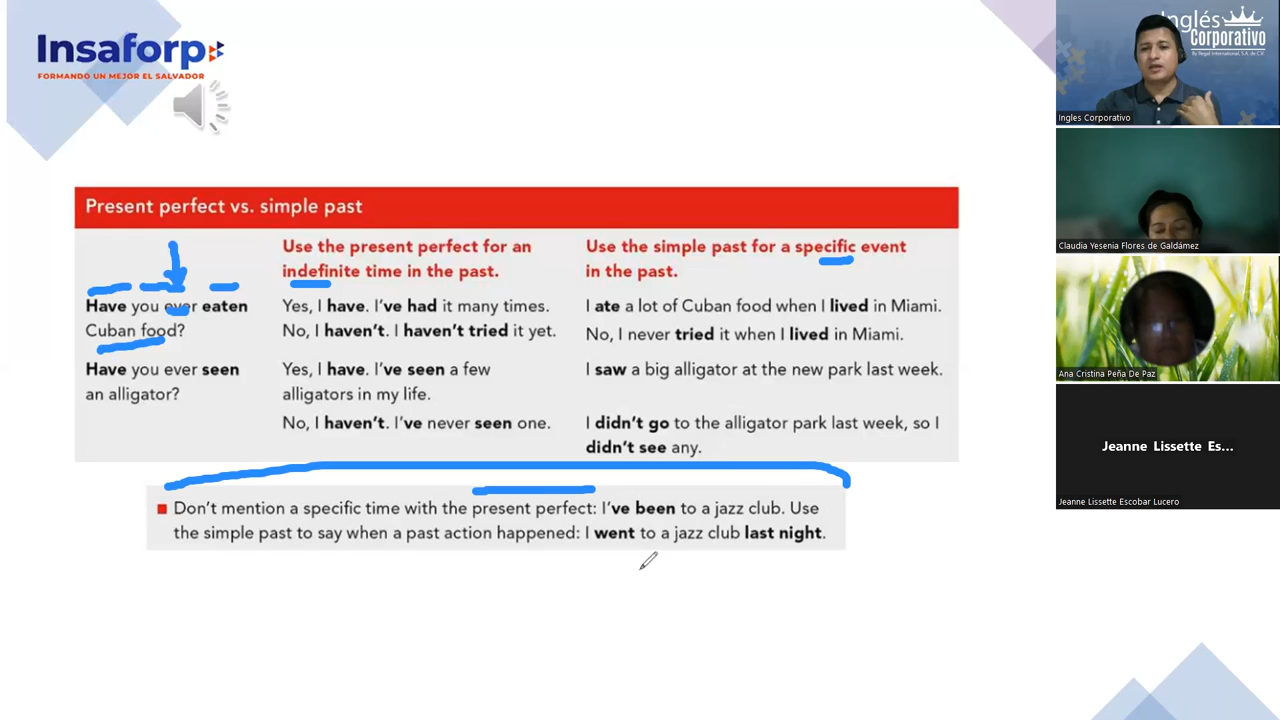 Insaforp
FORMANDO UN MEJOR EL SALVADOR
Present perfect vs. simple past
Use the present perfect for an
indefinite time in the past.
Use the simple past for a specific event
in the past.
Have you ever eaten
Cuban food?
Yes, I have. I've had it many times.
No, I haven't. I haven't tried it yet.
I ate a lot of Cuban food when I lived in Miami.
No, I never tried it when I lived in Miami.
Have you ever seen
an alligator?
Yes, I have. I've seen a few
alligators in my life.
No, I haven't. I've never seen one.
I saw a big alligator at the new park last week.
I didn't go to the alligator park last week, so I
didn't see any.
Don't mention a specific time with the present perfect: I've been to a jazz club. Use
the simple past to say when a past action happened: I went to a jazz club last night.
Inglés
Corporativo
By Regal International, S.A. de C.V.
Ingles Corporativo
Claudia Yesenia Flores de Galdámez
Ana Cristina Peña De Paz
Jeanne Lissette Es...
Jeanne Lissette Escobar Lucero